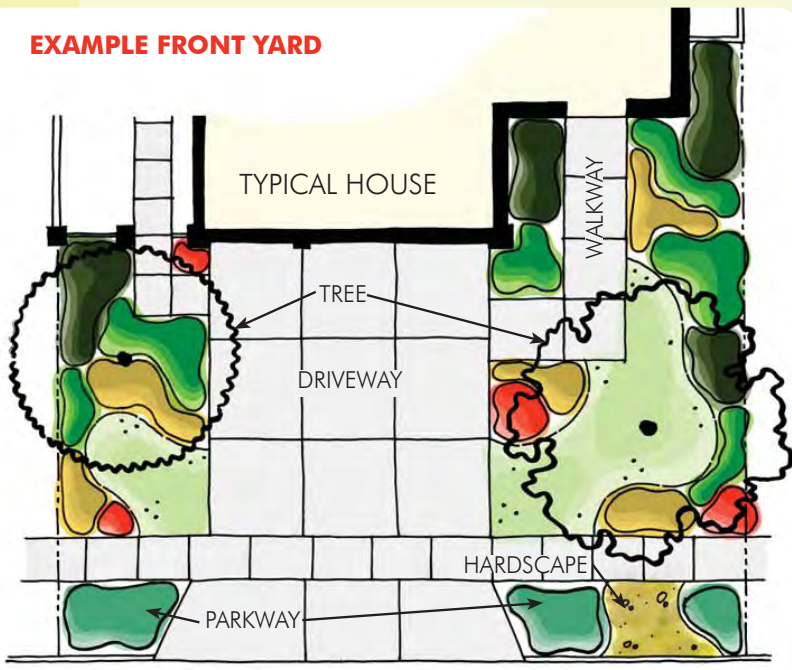 EXAMPLE FRONT YARD
TYPICAL HOUSE
WALKWAY
TREE
DRIVEWAY
HARDSCAPE
PARKWAY